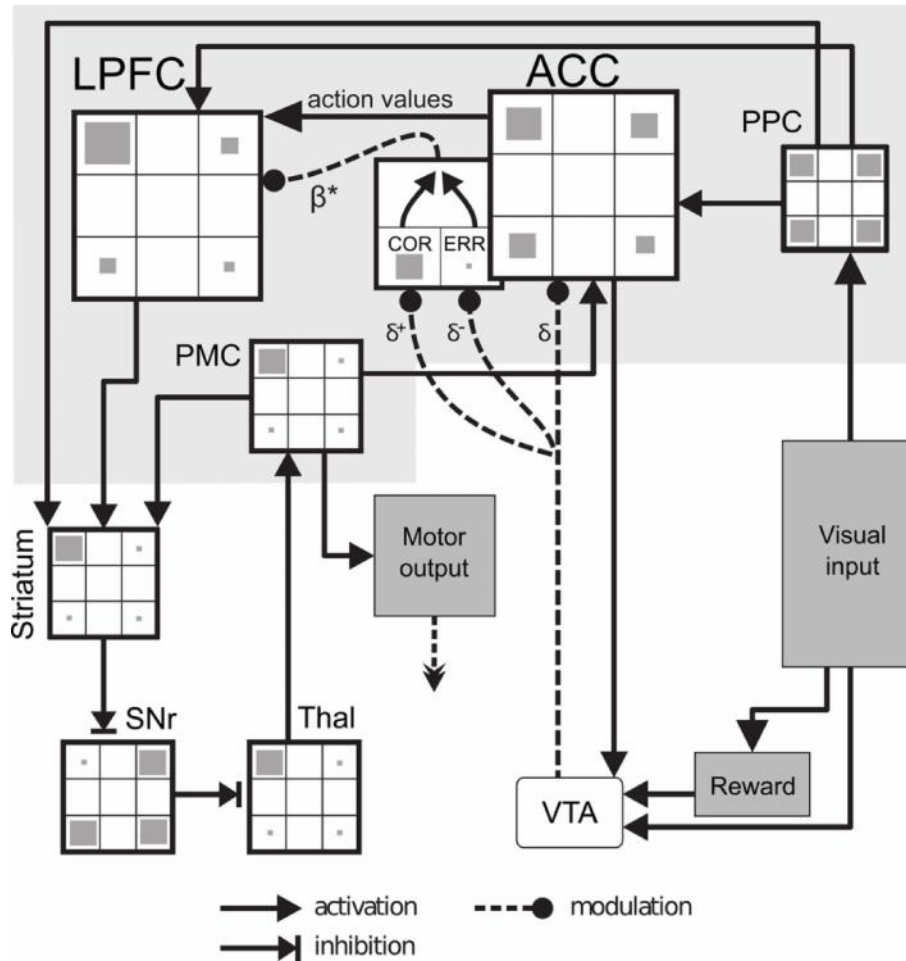 LPFC
ACC
action values
PPC
β*
COR
ERR
δ⁺
δ⁻
δ
PMC
Motor
output
Visual
input
Striatum
SNr
Thal
Reward
VTA
activation
modulation
inhibition